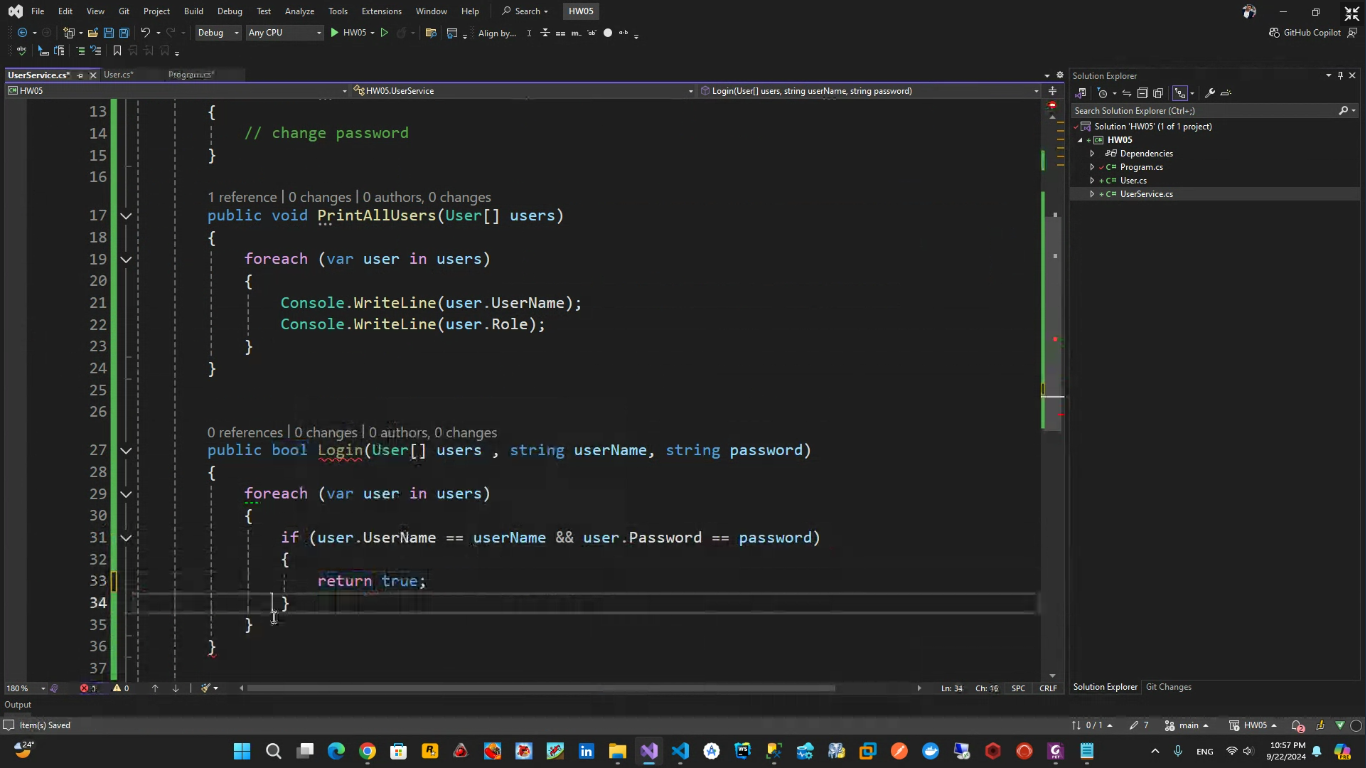 File Edit View Git Project Build Debug Test Analyze Tools Extensions Window Help Search HW05
Debug Any CPU HW05 Align by... GitHub Copilot
UserService.cs* User.cs* Program.cs*
HW05 HW05.UserService Login(User[] users, string userName, string password)
13 {
14 // change password
15 }
16
1 reference | 0 changes | 0 authors, 0 changes
17 public void PrintAllUsers(User[] users)
18 {
19 foreach (var user in users)
20 {
21 Console.WriteLine(user.UserName);
22 Console.WriteLine(user.Role);
23 }
24 }
25
26
0 references | 0 changes | 0 authors, 0 changes
27 public bool Login(User[] users , string userName, string password)
28 {
29 foreach (var user in users)
30 {
31 if (user.UserName == userName && user.Password == password)
32 {
33 return true;
34 }
35 }
36 }
37
180 % 1 0 Ln: 34 Ch: 16 SPC CRLF
Output
Item(s) Saved 0 / 1 7 main HW05
Solution Explorer
Search Solution Explorer (Ctrl+;)
Solution 'HW05' (1 of 1 project)
HW05
Dependencies
C# Program.cs
C# User.cs
C# UserService.cs
Solution Explorer Git Changes
24° ENG 10:57 PM
9/22/2024